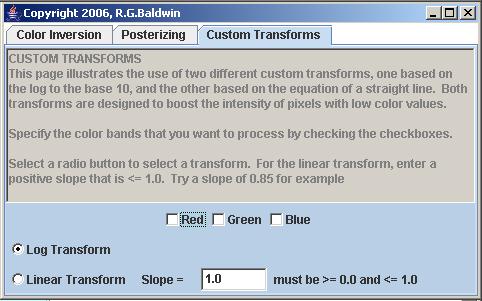 Copyright 2006, R.G.Baldwin
Color Inversion Posterizing Custom Transforms
CUSTOM TRANSFORMS
This page illustrates the use of two different custom transforms, one based on
the log to the base 10, and the other based on the equation of a straight line. Both
transforms are designed to boost the intensity of pixels with low color values.
Specify the color bands that you want to process by checking the checkboxes.
Select a radio button to select a transform. For the linear transform, enter a
positive slope that is <= 1.0. Try a slope of 0.85 for example
Red Green Blue
Log Transform
Linear Transform Slope = 1.0 must be >= 0.0 and <= 1.0